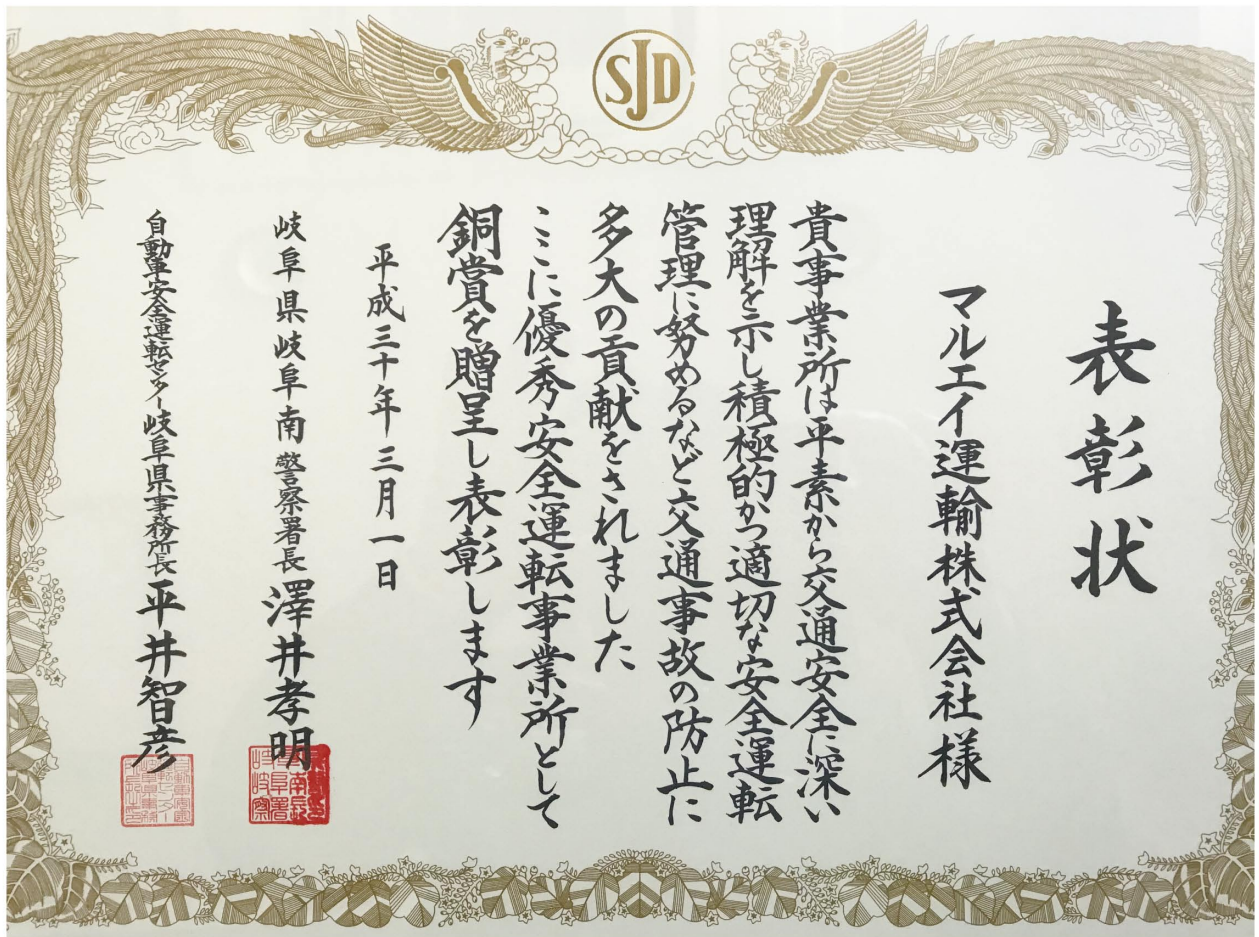 SJD
表彰状
マルエイ運輸株式会社様
貴事業所は平素から交通安全に深い
理解を示し積極的かつ適切な安全運転
管理に努めるなど交通事故の防止に
多大の貢献をされました
ここに優秀安全運転事業所として
銅賞を贈呈し表彰します
平成三十年三月一日
岐阜県岐阜南警察署長 澤井孝明
自動車安全運転センター岐阜県事務所長 平井智彦